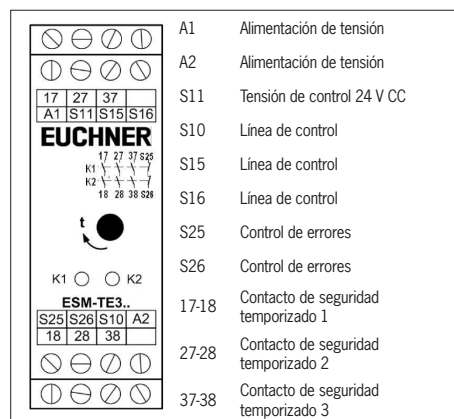 17 27 37
A1 S11 S15 S16
EUCHNER
17 27 37 S25
K1
K2
18 28 38 S26
t
K1 K2
ESM-TE3..
S25 S26 S10 A2
18 28 38
A1 Alimentación de tensión
A2 Alimentación de tensión
S11 Tensión de control 24 V CC
S10 Línea de control
S15 Línea de control
S16 Línea de control
S25 Control de errores
S26 Control de errores
17-18 Contacto de seguridad
temporizado 1
27-28 Contacto de seguridad
temporizado 2
37-38 Contacto de seguridad
temporizado 3